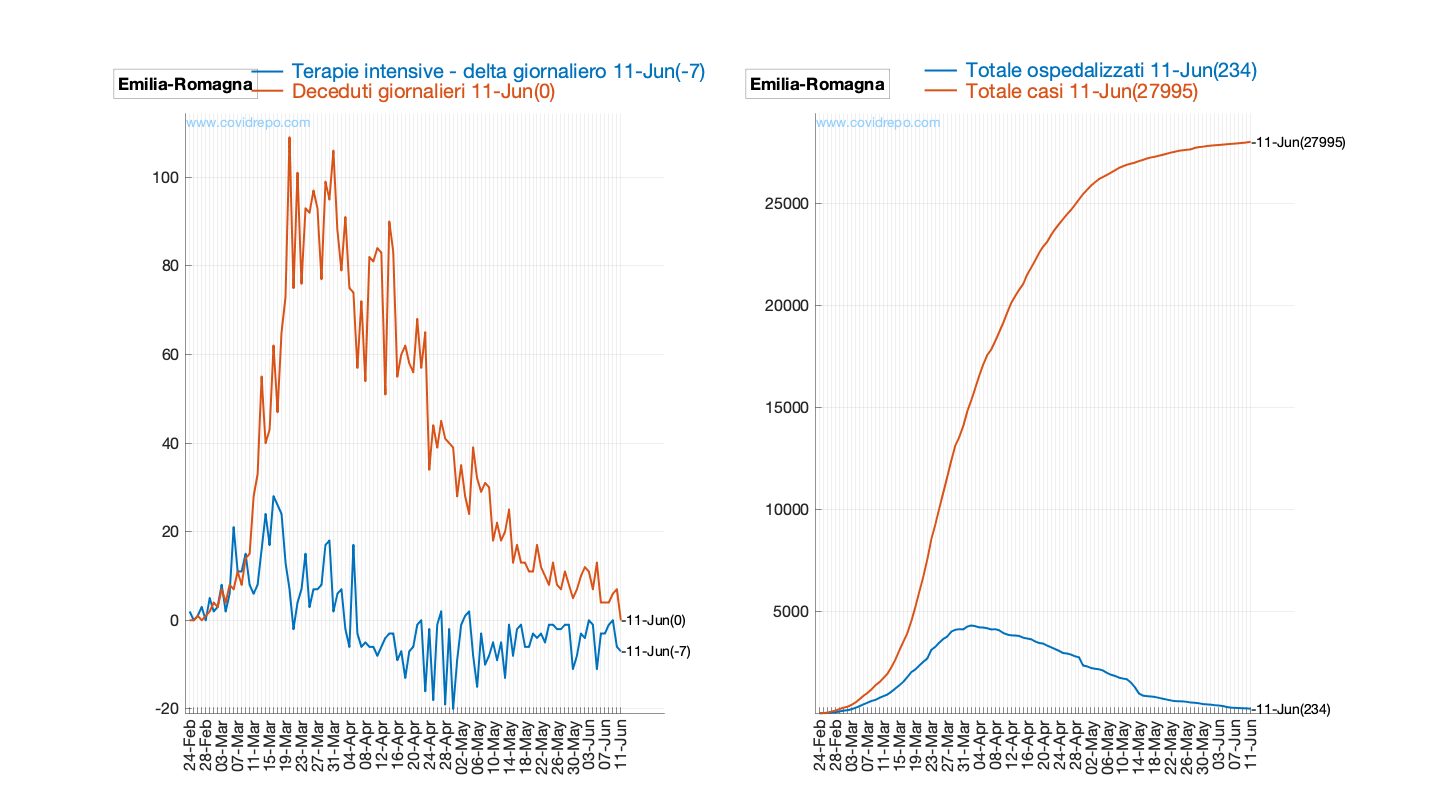 Emilia-Romagna
Terapie intensive - delta giornaliero 11-Jun(-7)
Deceduti giornalieri 11-Jun(0)
www.covidrepo.com
100
80
60
40
20
0
-20
-11-Jun(0)
-11-Jun(-7)
24-Feb
28-Feb
03-Mar
07-Mar
11-Mar
15-Mar
19-Mar
23-Mar
27-Mar
31-Mar
04-Apr
08-Apr
12-Apr
16-Apr
20-Apr
24-Apr
28-Apr
02-May
06-May
10-May
14-May
18-May
22-May
26-May
30-May
03-Jun
07-Jun
11-Jun
Emilia-Romagna
Totale ospedalizzati 11-Jun(234)
Totale casi 11-Jun(27995)
www.covidrepo.com
25000
20000
15000
10000
5000
-11-Jun(27995)
-11-Jun(234)
24-Feb
28-Feb
03-Mar
07-Mar
11-Mar
15-Mar
19-Mar
23-Mar
27-Mar
31-Mar
04-Apr
08-Apr
12-Apr
16-Apr
20-Apr
24-Apr
28-Apr
02-May
06-May
10-May
14-May
18-May
22-May
26-May
30-May
03-Jun
07-Jun
11-Jun